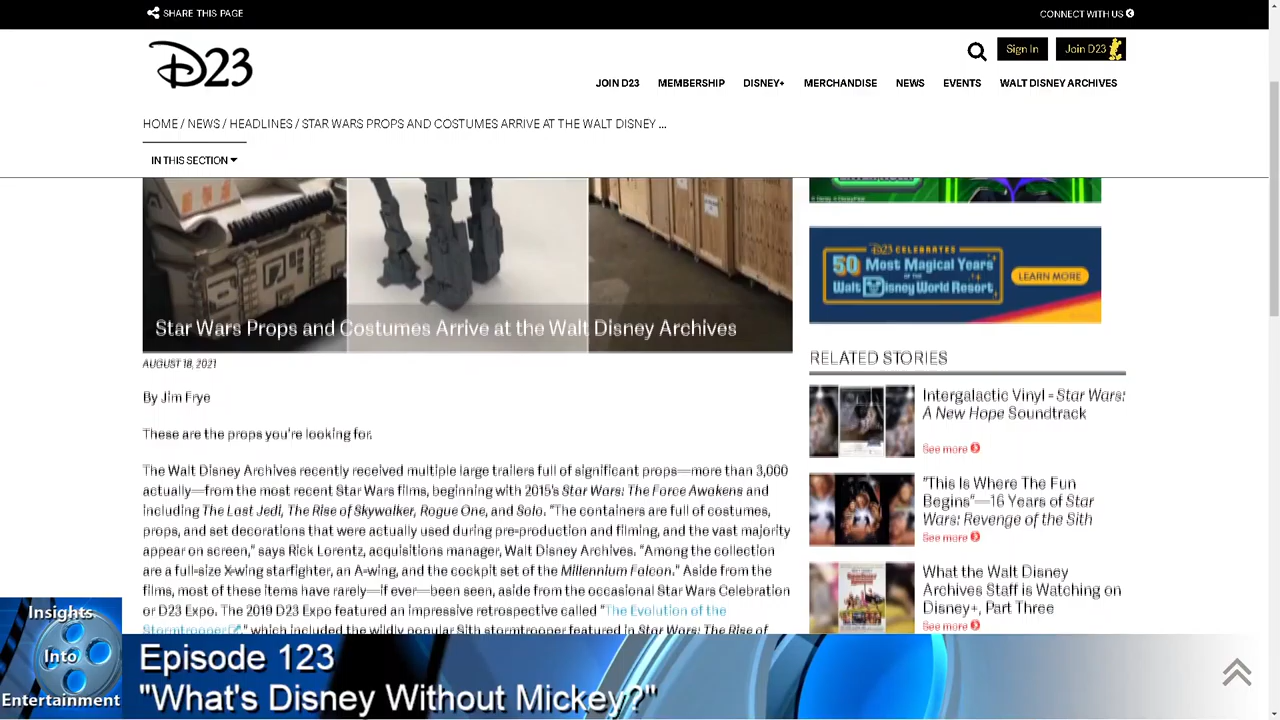 SHARE THIS PAGE
CONNECT WITH US
D23
Sign In
Join D23
JOIN D23 MEMBERSHIP DISNEY+ MERCHANDISE NEWS EVENTS WALT DISNEY ARCHIVES
HOME / NEWS / HEADLINES / STAR WARS PROPS AND COSTUMES ARRIVE AT THE WALT DISNEY ...
IN THIS SECTION
Star Wars Props and Costumes Arrive at the Walt Disney Archives
AUGUST 18, 2021
By Jim Frye
These are the props you're looking for.
The Walt Disney Archives recently received multiple large trailers full of significant props—more than 3,000
actually—from the most recent Star Wars films, beginning with 2015's Star Wars: The Force Awakens and
including The Last Jedi, The Rise of Skywalker, Rogue One, and Solo. "The containers are full of costumes,
props, and set decorations that were actually used during pre-production and filming, and the vast majority
appear on screen," says Rick Lorentz, acquisitions manager, Walt Disney Archives. "Among the collection
are a full-size X-wing starfighter, an A-wing, and the cockpit set of the Millennium Falcon." Aside from the
films, most of these have rarely—if ever—been seen, aside from the occasional Star Wars Celebration
or D23 Expo. The 2019 D23 Expo featured an impressive retrospective called "The Evolution of the
Stormtrooper," which included the wildly popular Sith stormtrooper featured in Star Wars: The Rise of
D23 CELEBRATES
50 Most Magical Years
OF THE
Walt Disney World Resort
LEARN MORE
RELATED STORIES
Intergalactic Vinyl - Star Wars:
A New Hope Soundtrack
See more
"This Is Where The Fun
Begins"—16 Years of Star
Wars: Revenge of the Sith
See more
What the Walt Disney
Archives Staff is Watching on
Disney+, Part Three
See more
Insights
Into
Entertainment
Episode 123
"What's Disney Without Mickey?"